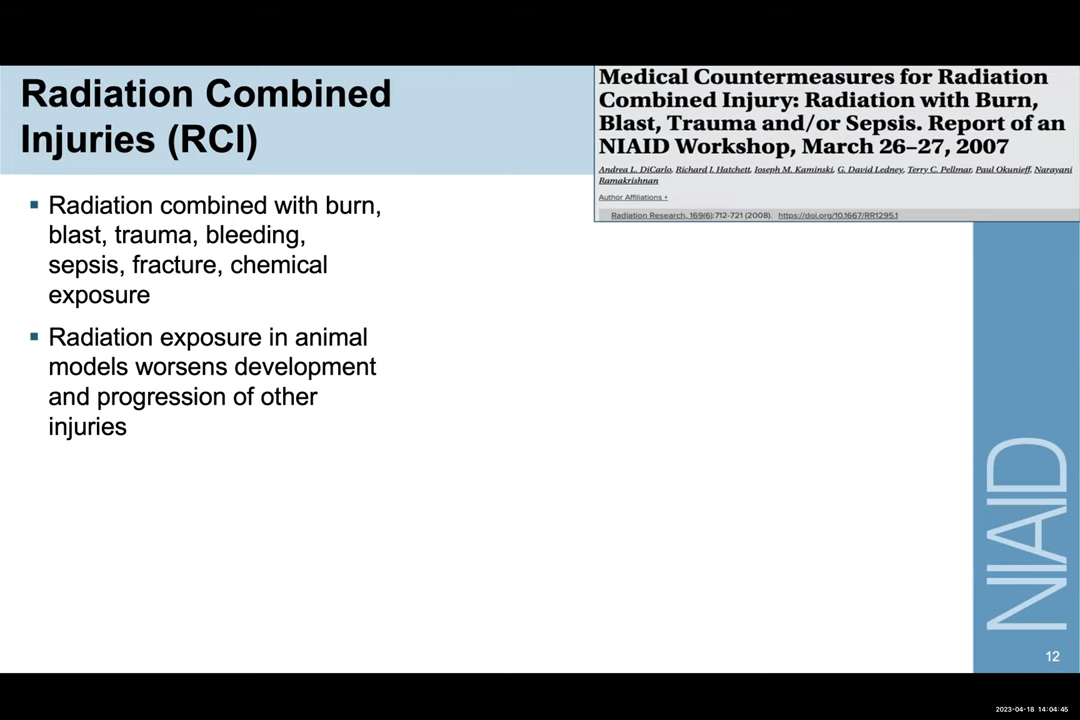 Radiation Combined
Injuries (RCI)
Medical Countermeasures for Radiation
Combined Injury: Radiation with Burn,
Blast, Trauma and/or Sepsis. Report of an
NIAID Workshop, March 26–27, 2007
Andrea L. DiCarlo, Richard J. Hatchett, Joseph M. Kaminski, G. David Ledney, Terry C. Pellmar, Paul Okunieff, Narayani
Ramakrishnan
Author Affiliations +
Radiation Research, 169(6):712-721 (2008). https://doi.org/10.1667/RR1295.1
▪ Radiation combined with burn,
blast, trauma, bleeding,
sepsis, fracture, chemical
exposure
▪ Radiation exposure in animal
models worsens development
and progression of other
injuries
NIAID
12
2023-04-18 14:04:45